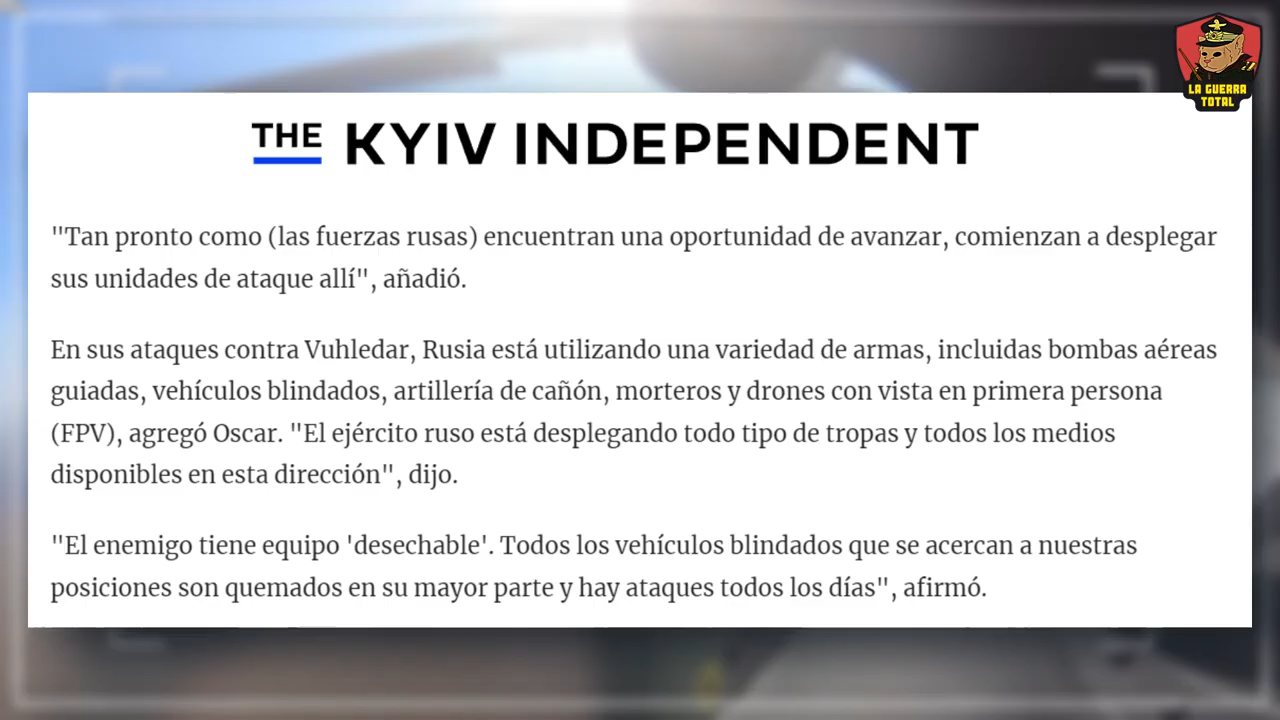 LA GUERRA
TOTAL
THE KYIV INDEPENDENT
"Tan pronto como (las fuerzas rusas) encuentran una oportunidad de avanzar, comienzan a desplegar
sus unidades de ataque allí", añadió.
En sus ataques contra Vuhledar, Rusia está utilizando una variedad de armas, incluidas bombas aéreas
guiadas, vehículos blindados, artillería de cañón, morteros y drones con vista en primera persona
(FPV), agregó Oscar. "El ejército ruso está desplegando todo tipo de tropas y todos los medios
disponibles en esta dirección", dijo.
"El enemigo tiene equipo 'desechable'. Todos los vehículos blindados que se acercan a nuestras
posiciones son quemados en su mayor parte y hay ataques todos los días", afirmó.